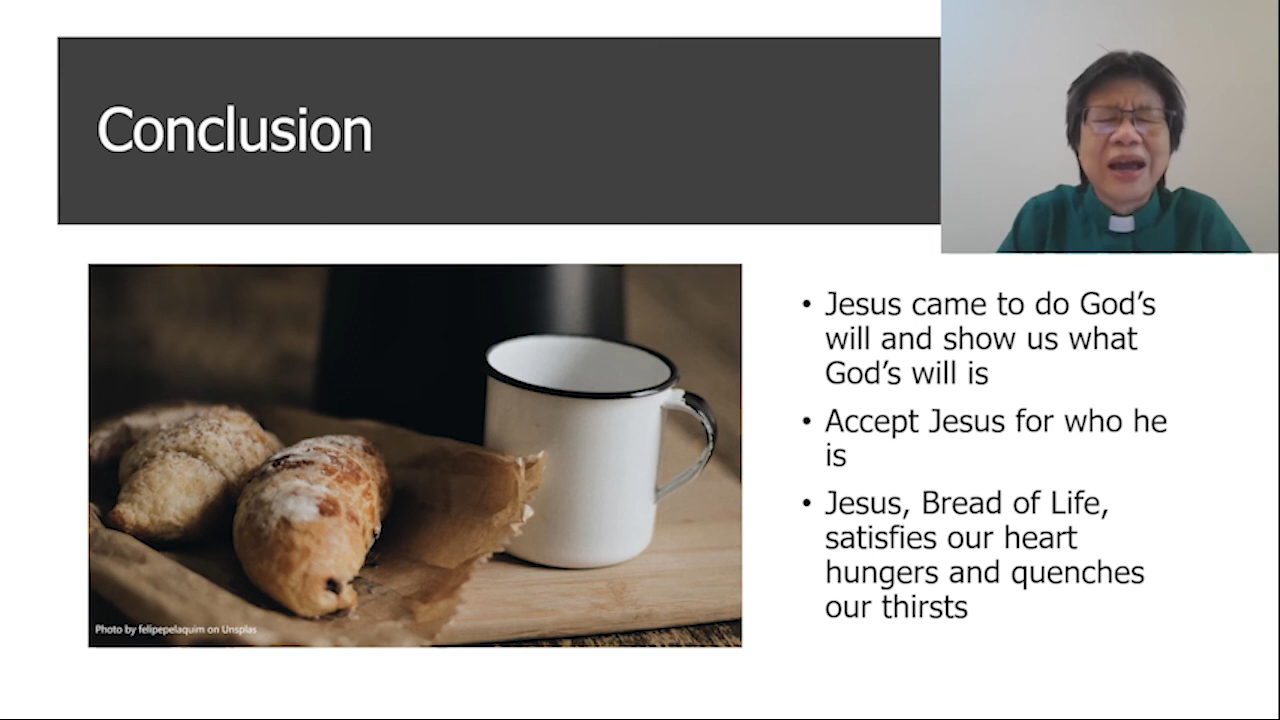 Conclusion
• Jesus came to do God’s
will and show us what
God’s will is
• Accept Jesus for who he
is
• Jesus, Bread of Life,
satisfies our heart
hungers and quenches
our thirsts
Photo by felipepelaquim on Unsplas